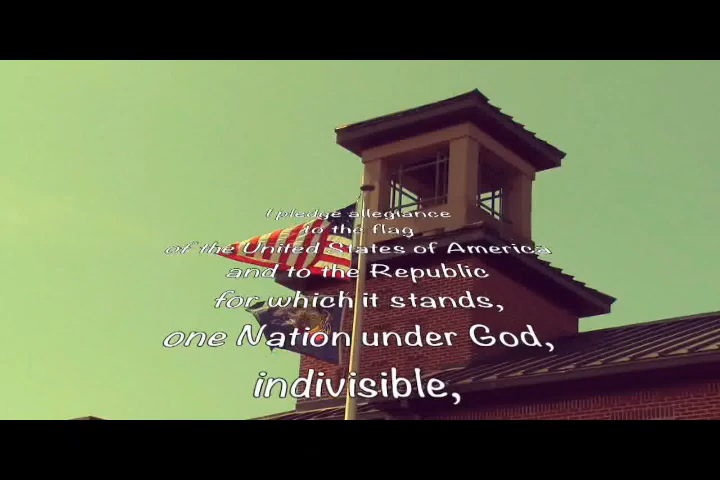 I pledge allegiance
to the flag
of the United States of America
and to the Republic
for which it stands,
one Nation under God,
indivisible,